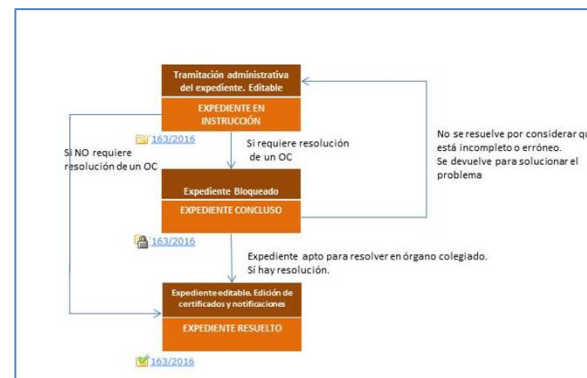 Tramitación administrativa
del expediente. Editable
EXPEDIENTE EN
INSTRUCCIÓN
163/2016
Si NO requiere
resolución de un OC
Si requiere resolución
de un OC
No se resuelve por considerar qu
está incompleto o erróneo.
Se devuelve para solucionar el
problema
Expediente Bloqueado
EXPEDIENTE CONCLUSO
163/2016
Expediente apto para resolver en órgano colegiado.
Sí hay resolución.
Expediente editable. Edición de
certificados y notificaciones
EXPEDIENTE RESUELTO
163/2016